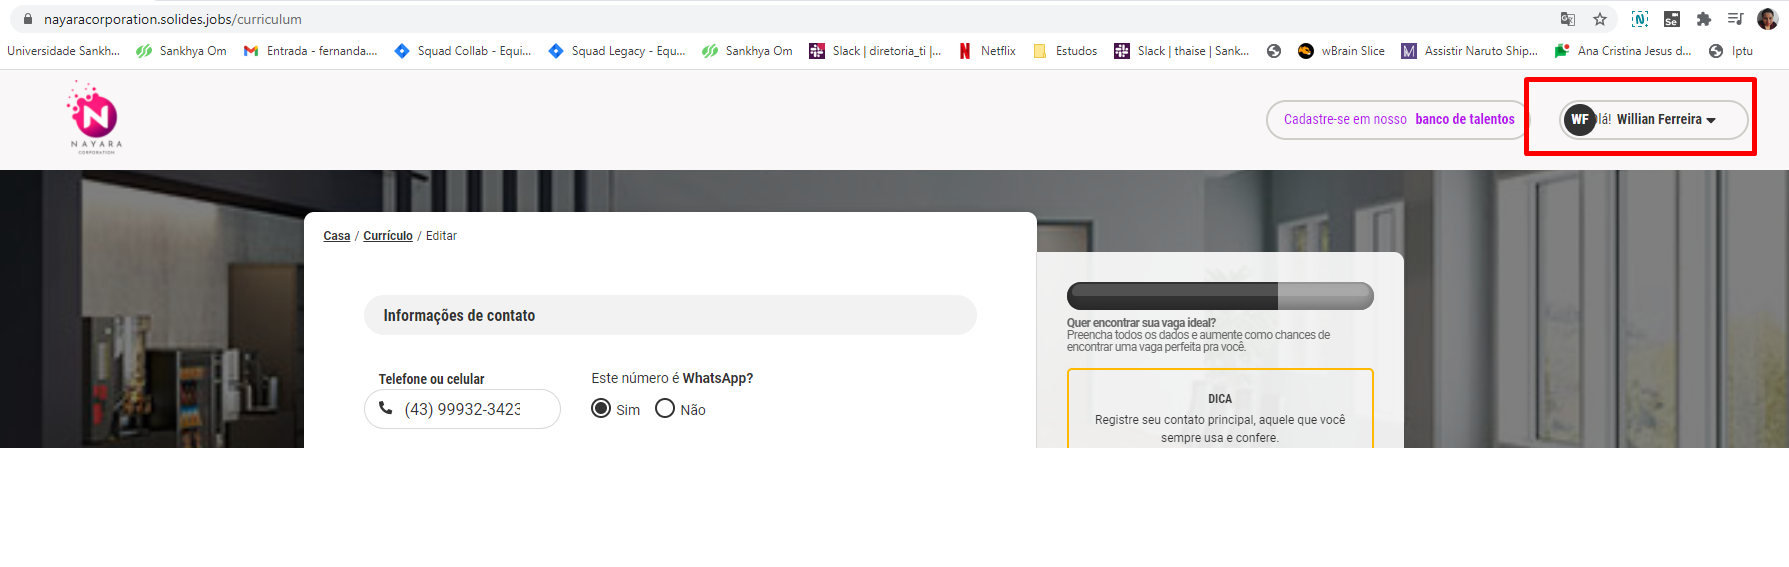 nayaracorporation.solides.jobs/curriculum
Universidade Sankh... Sankhya Om Entrada - fernanda.... Squad Collab - Equi... Squad Legacy - Equ... Sankhya Om Slack | diretoria_ti |... Netflix Estudos Slack | thaise | Sank... wBrain Slice Assistir Naruto Ship... Ana Cristina Jesus d... Iptu
N
NAYARA
CORPORATION
Cadastre-se em nosso banco de talentos
WF lá! Willian Ferreira
Casa / Currículo / Editar
Informações de contato
Telefone ou celular
(43) 99932-3423
Este número é WhatsApp?
Sim Não
Quer encontrar sua vaga ideal?
Preencha todos os dados e aumente como chances de
encontrar uma vaga perfeita pra você.
DICA
Registre seu contato principal, aquele que você
sempre usa e confere.